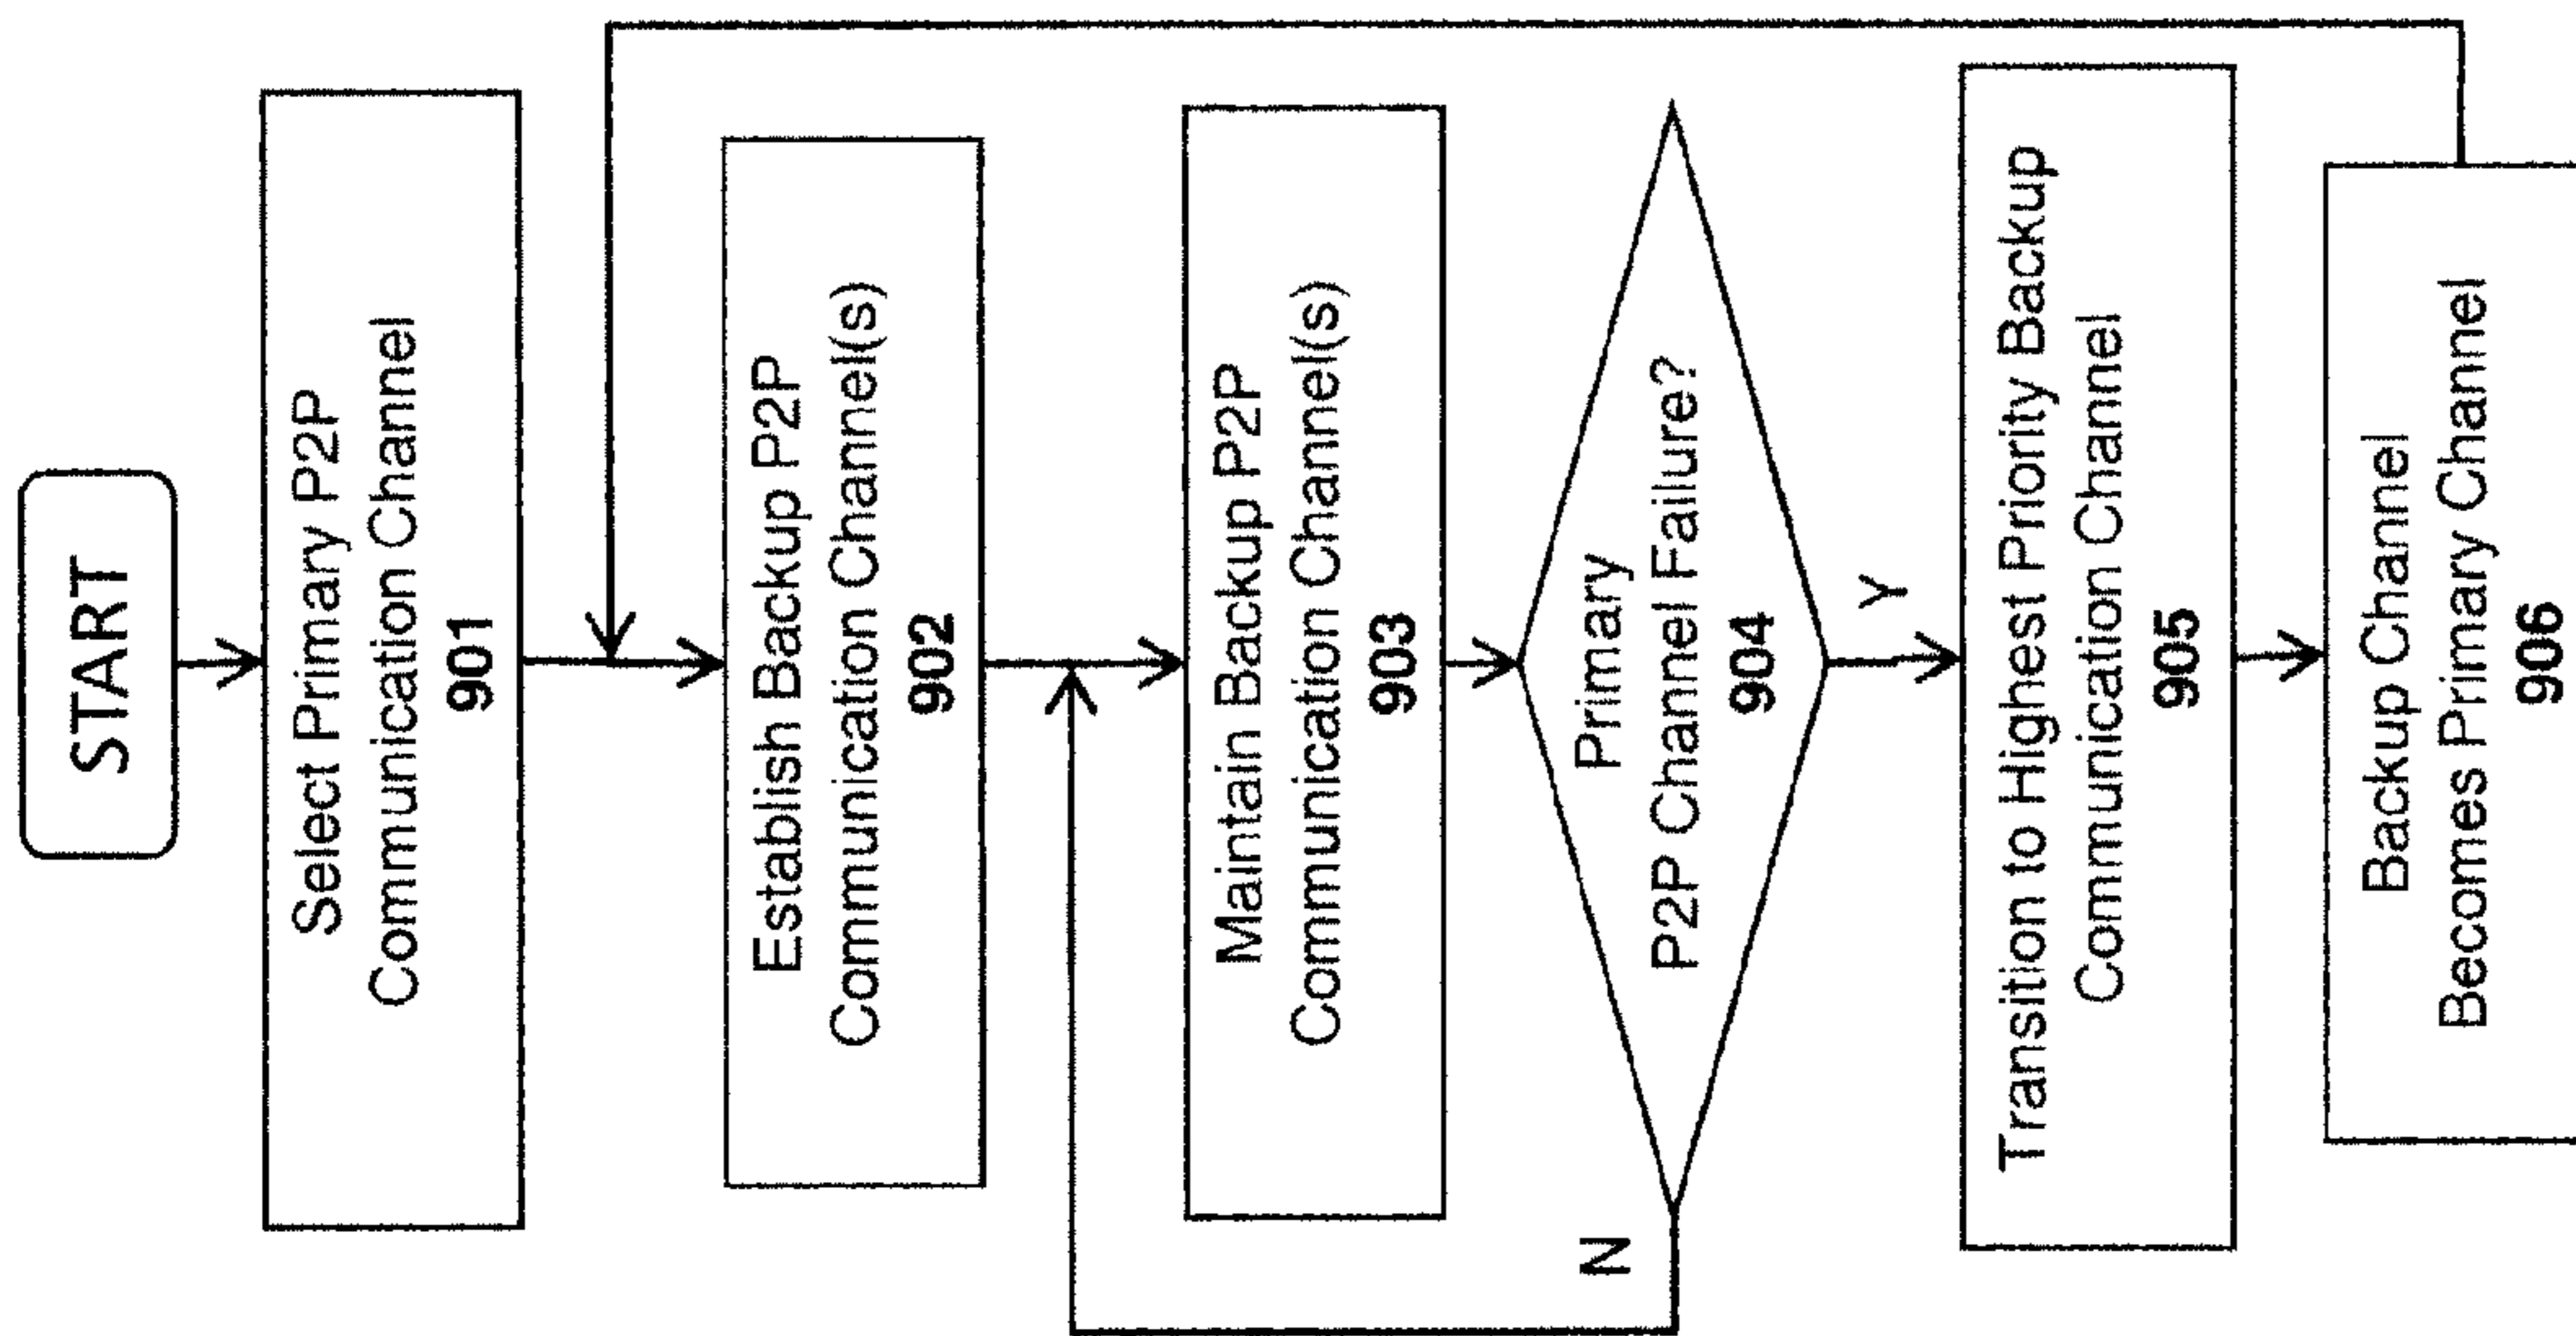 START
Select Primary P2P
Communication Channel
901
Establish Backup P2P
Communication Channel(s)
902
Maintain Backup P2P
Communication Channel(s)
903
Primary
P2P Channel Failure?
904
N
Y
Transition to Highest Priority Backup
Communication Channel
905
Backup Channel
Becomes Primary Channel
906